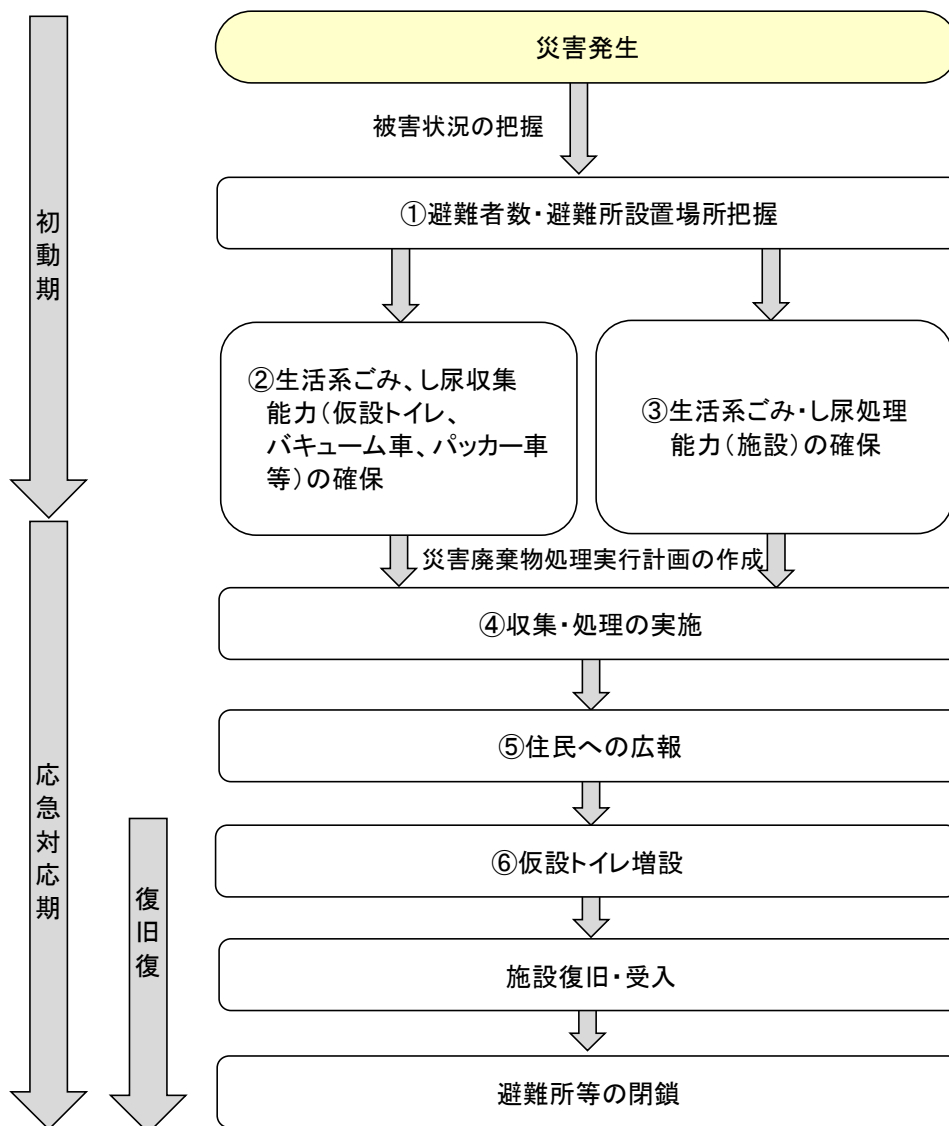 災害発生
被害状況の把握
①避難者数・避難所設置場所把握
初動期
②生活系ごみ、し尿収集
能力（仮設トイレ、
バキューム車、パッカー車
等）の確保
③生活系ごみ・し尿処理
能力（施設）の確保
災害廃棄物処理実行計画の作成
④収集・処理の実施
⑤住民への広報
応急対応期
⑥仮設トイレ増設
復旧復
施設復旧・受入
避難所等の閉鎖